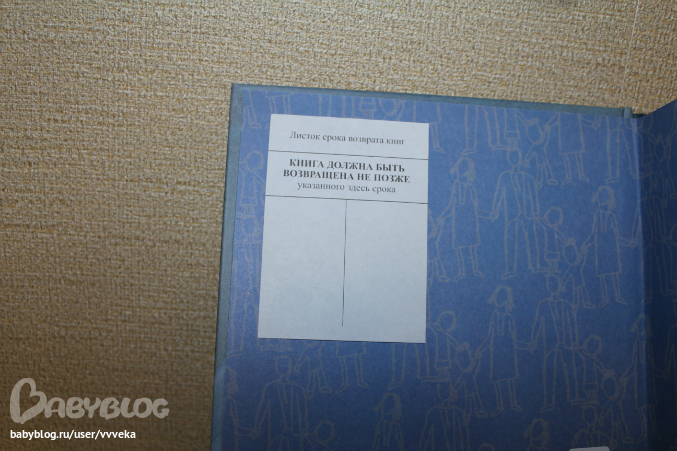 Листок срока возврата книг
КНИГА ДОЛЖНА БЫТЬ
ВОЗВРАЩЕНА НЕ ПОЗЖЕ
указанного здесь срока
BABYBLOG
babyblog.ru/user/vvveka